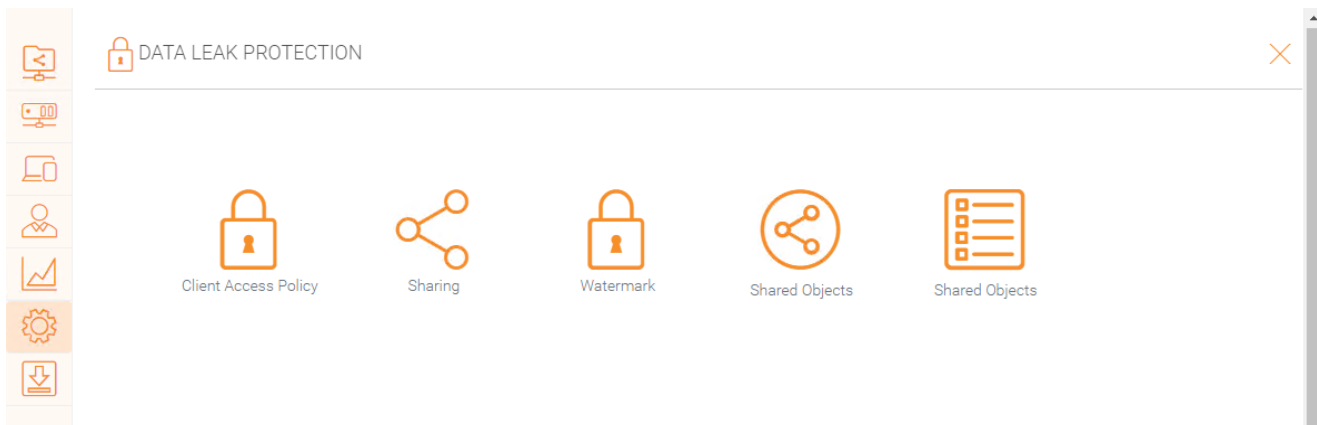 DATA LEAK PROTECTION
Client Access Policy
Sharing
Watermark
Shared Objects
Shared Objects